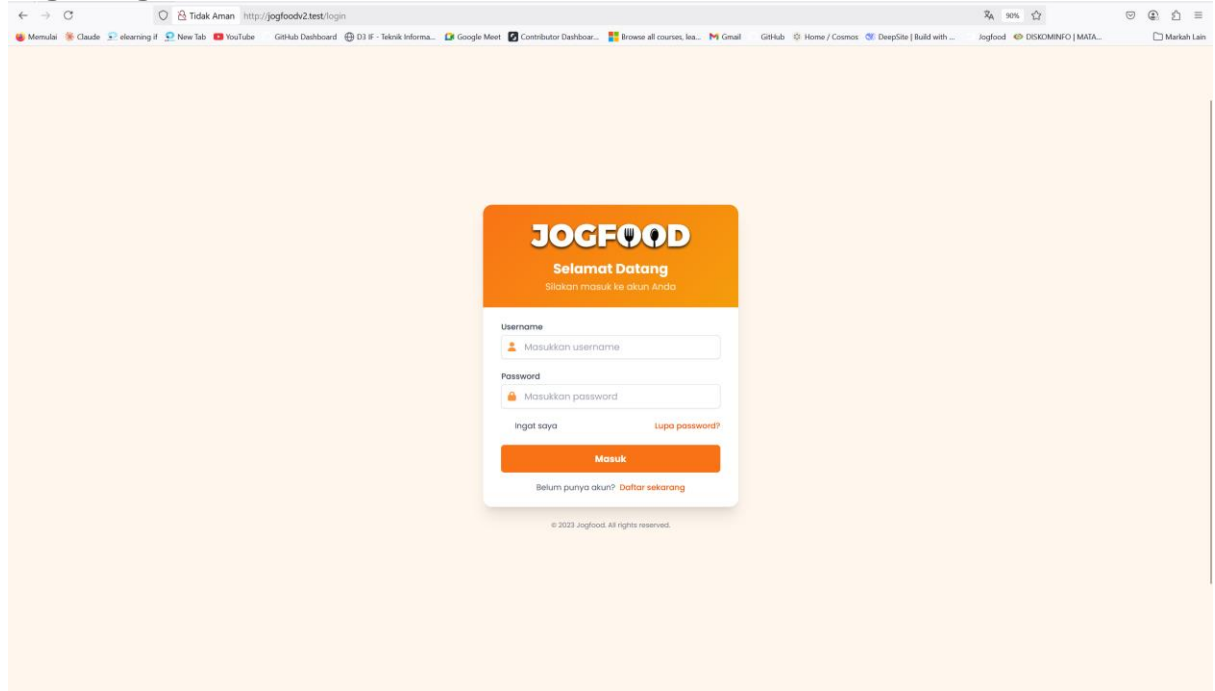 Tidak Aman http://jogfoodv2.test/login 90%
Memulai Claude elearning if New Tab YouTube GitHub Dashboard D3 IF - Teknik Informa... Google Meet Contributor Dashboar... Browse all courses, lea... Gmail GitHub Home / Cosmos DeepSite | Build with ... Jogfood DISKOMINFO | MATA... Markah Lain
JOGFOOD
Selamat Datang
Silakan masuk ke akun Anda
Username
Masukkan username
Password
Masukkan password
Ingat saya Lupa password?
Masuk
Belum punya akun? Daftar sekarang
© 2023 Jogfood. All rights reserved.